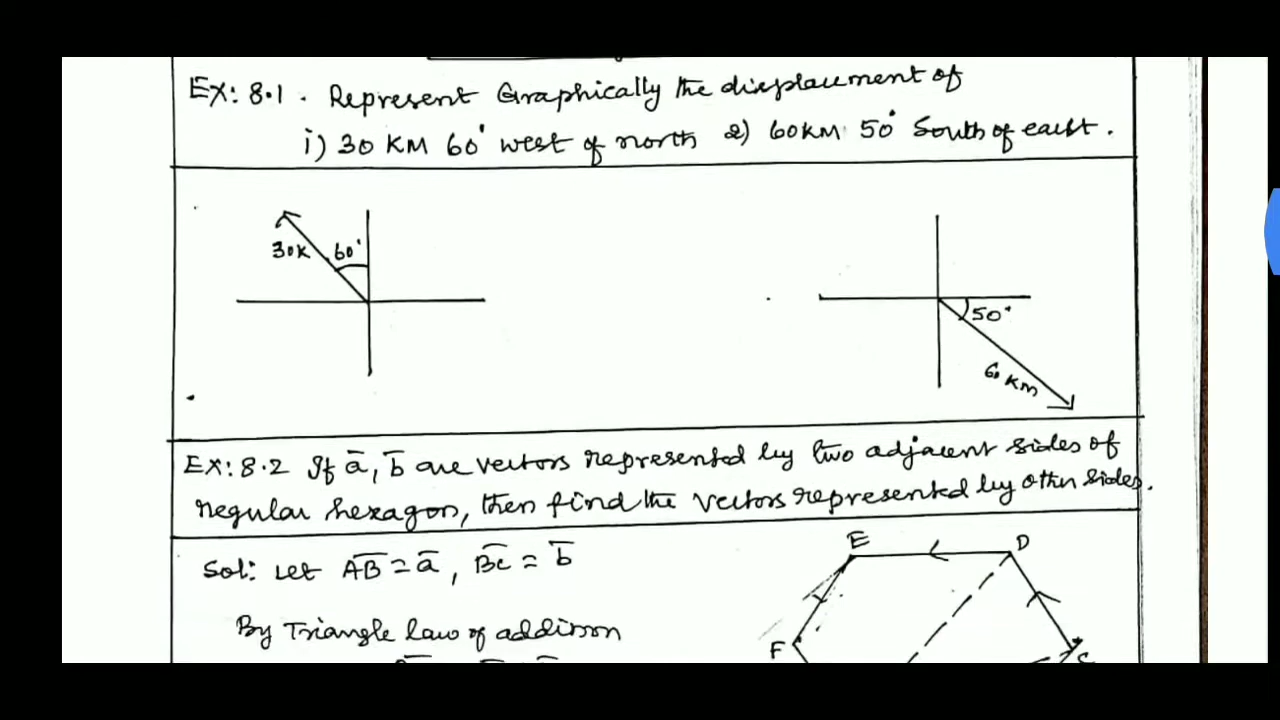 Ex: 8.1. Represent Graphically the displacement of
i) 30 KM 60° west of north 2) 60KM 50° South of east.
30K 60°
50°
60 KM
Ex: 8.2 If a̅, b̅ are vectors represented by two adjacent sides of
regular hexagon, then find the vectors represented by other sides.
E D
Sol: Let A̅B̅ = a̅, B̅C̅ = b̅
By Triangle law of addition
F C